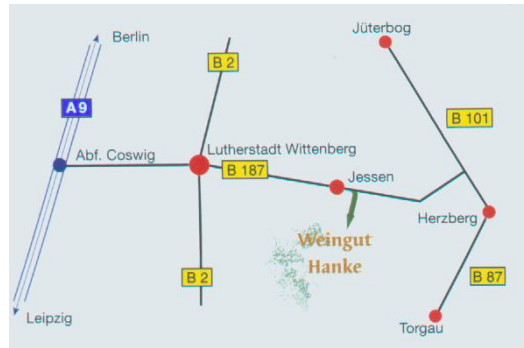 Jüterbog
Berlin
B 2
A9
B 101
Lutherstadt Wittenberg
Abf. Coswig
B 187
Jessen
Herzberg
Weingut
Hanke
B 2
B 87
Leipzig
Torgau